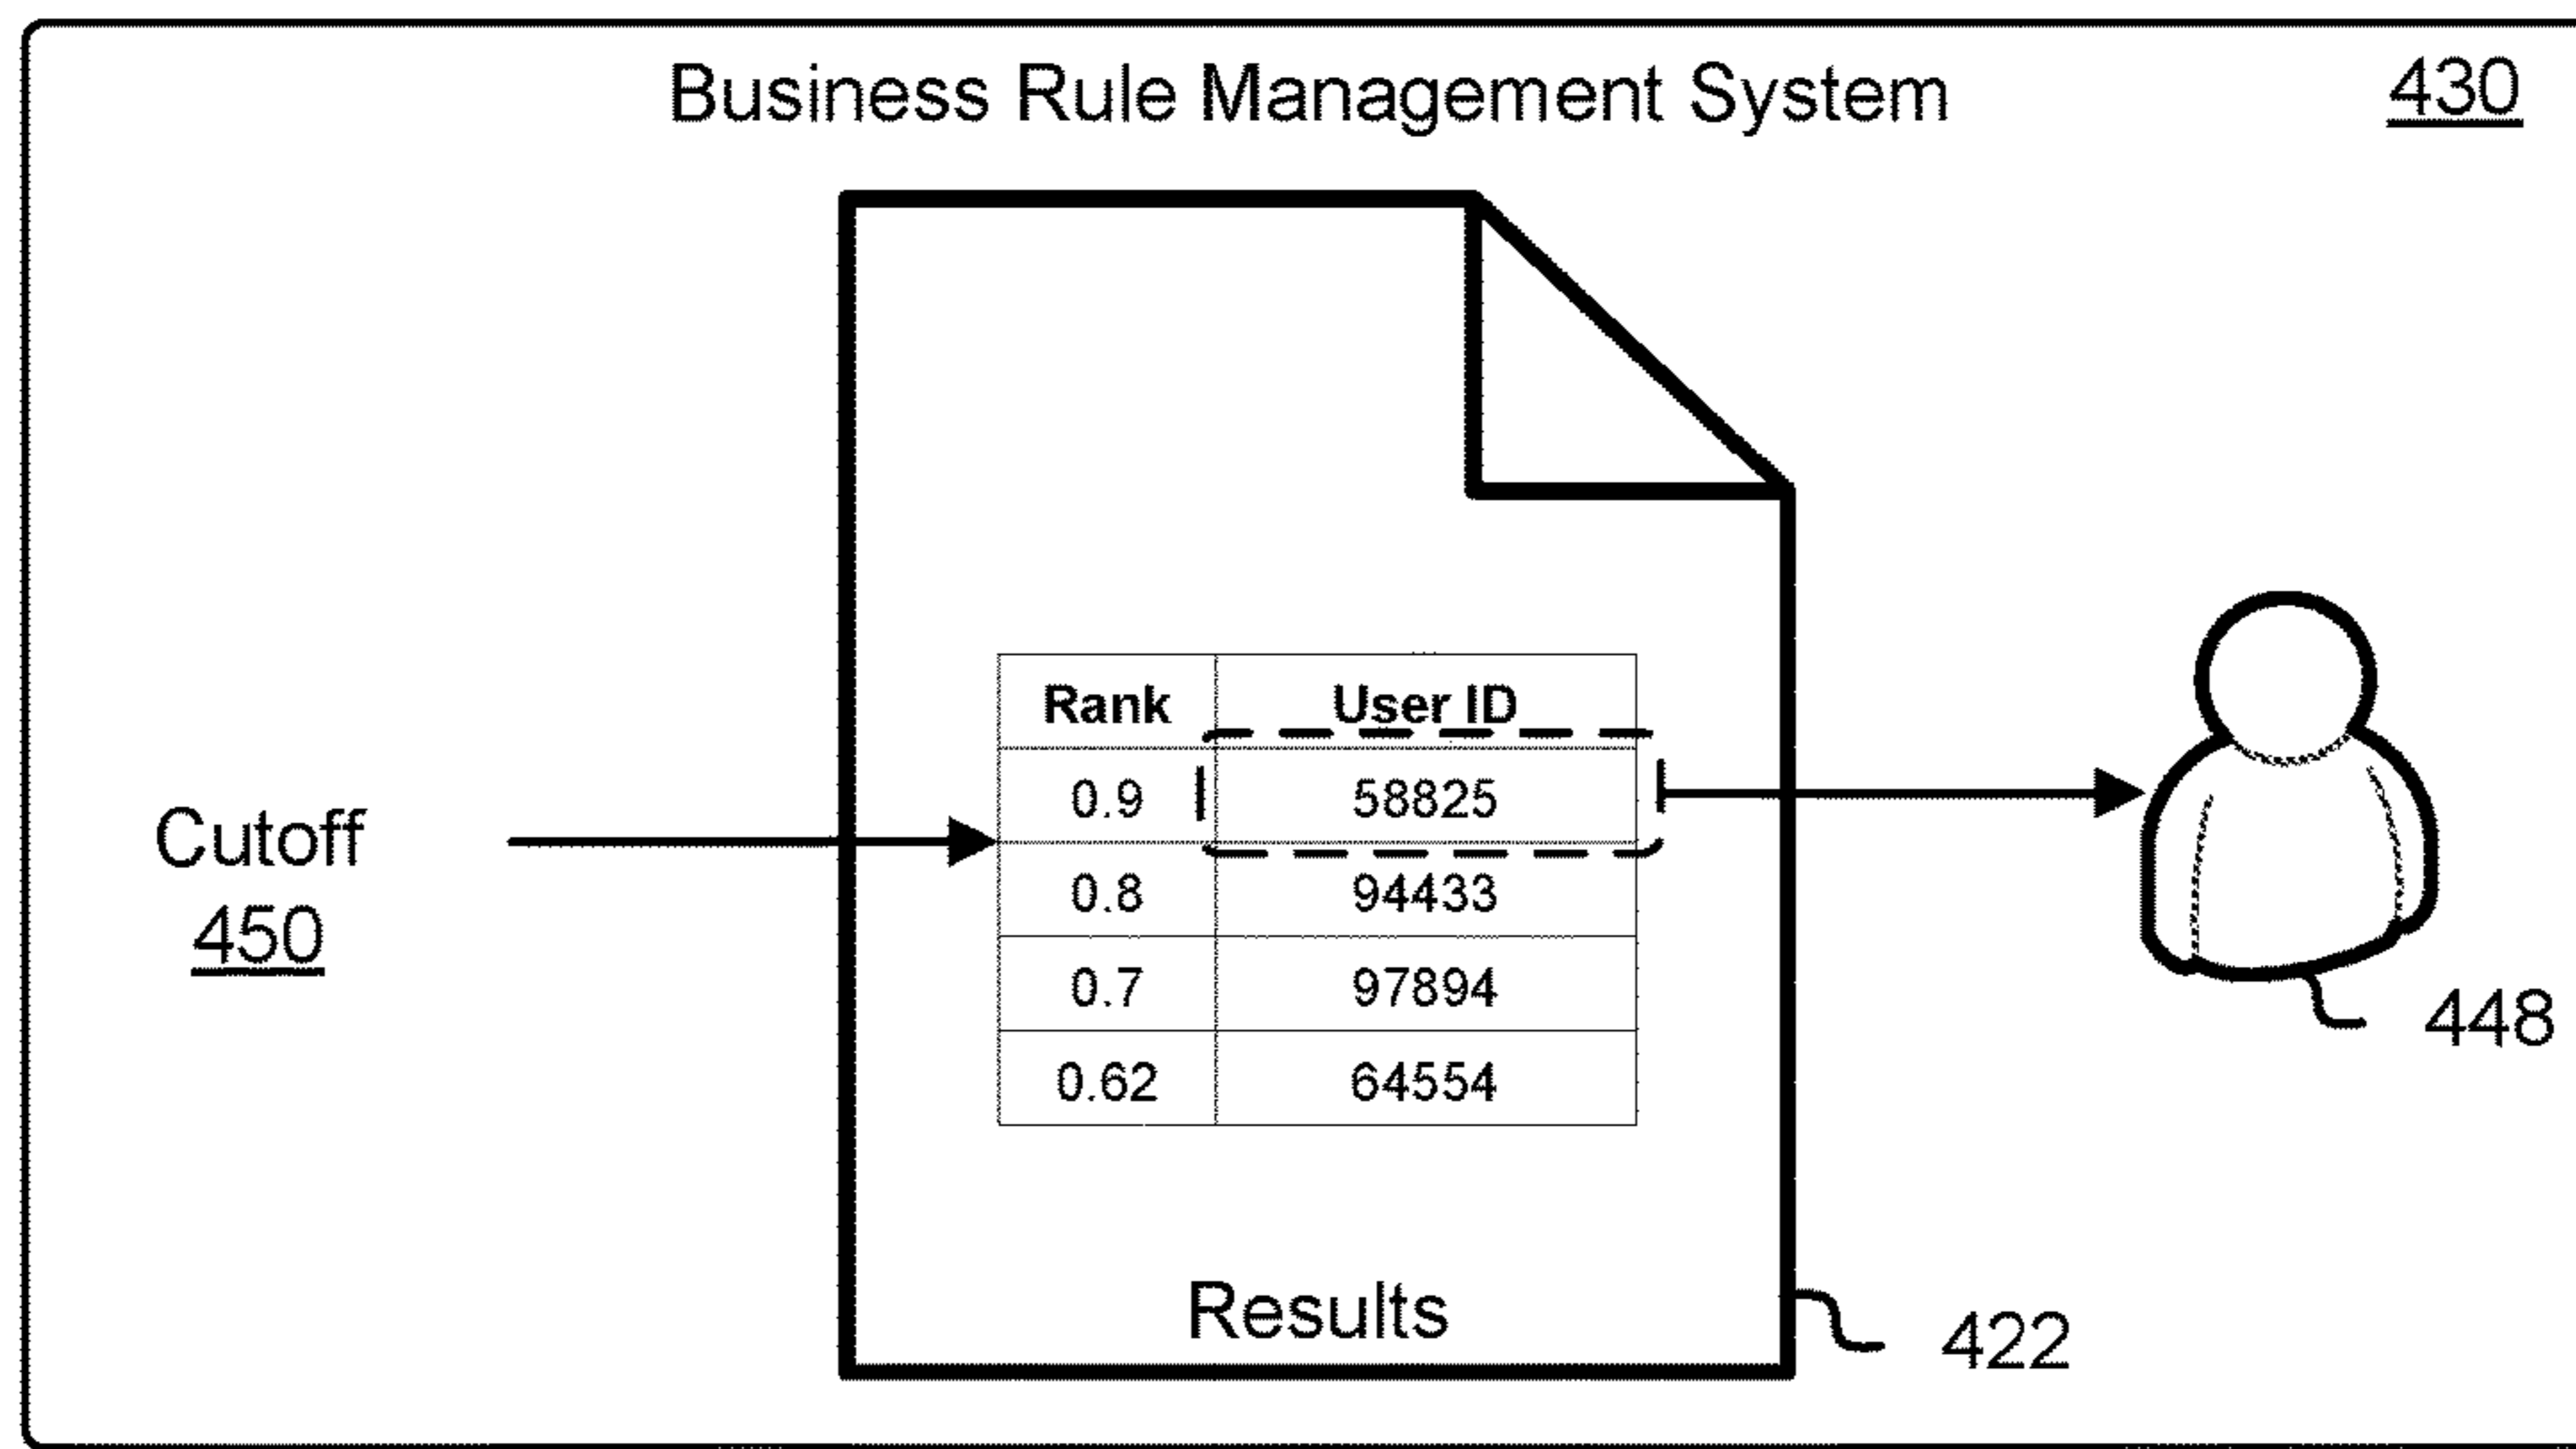 Business Rule Management System 430
Rank User ID
0.9 58825
Cutoff
450
0.8 94433
0.7 97894
0.62 64554
448
Results
422